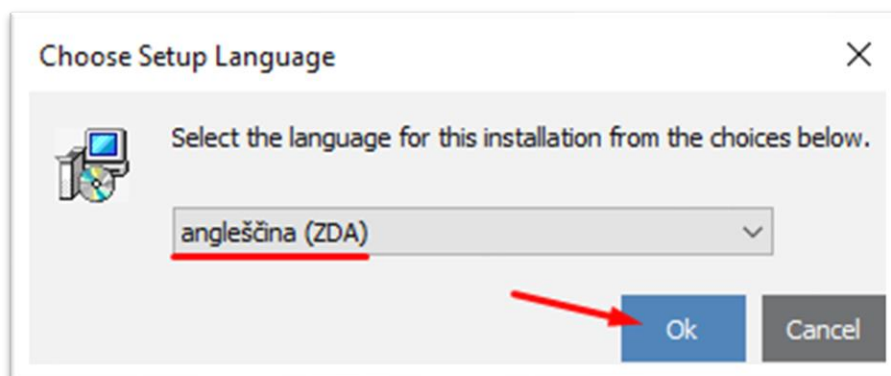 Choose Setup Language
Select the language for this installation from the choices below.
angleščina (ZDA)
Ok
Cancel